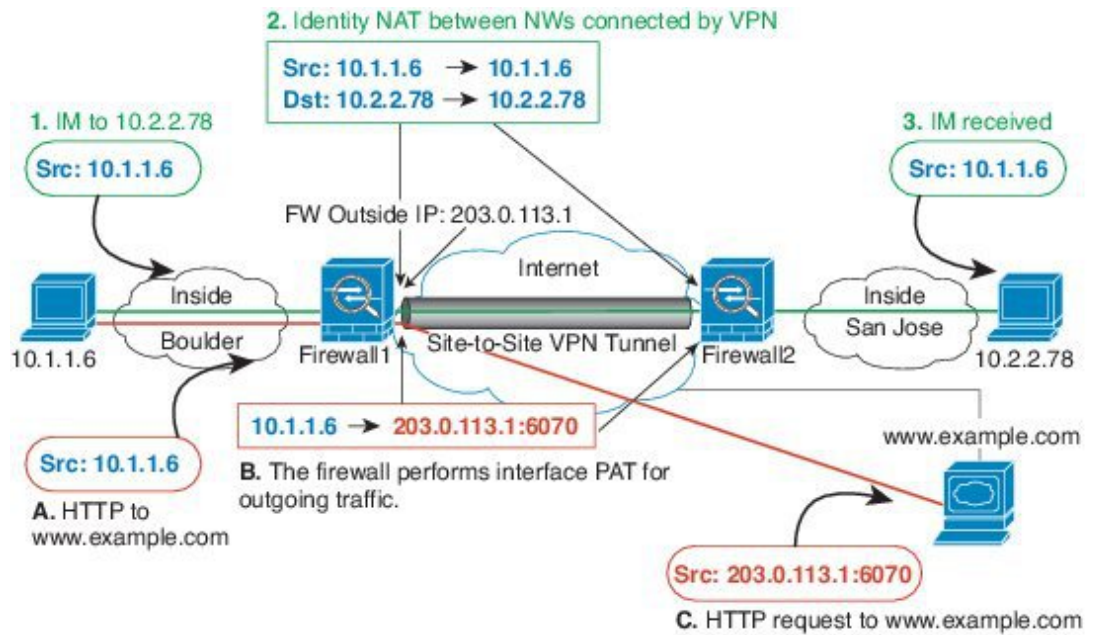 2. Identity NAT between NWs connected by VPN
Src: 10.1.1.6 → 10.1.1.6
Dst: 10.2.2.78 → 10.2.2.78
1. IM to 10.2.2.78
Src: 10.1.1.6
3. IM received
Src: 10.1.1.6
FW Outside IP: 203.0.113.1
Internet
Inside
Boulder
Inside
San Jose
10.1.1.6
Firewall1
Site-to-Site VPN Tunnel
Firewall2
10.2.2.78
10.1.1.6 → 203.0.113.1:6070
B. The firewall performs interface PAT for
outgoing traffic.
www.example.com
Src: 10.1.1.6
A. HTTP to
www.example.com
Src: 203.0.113.1:6070
C. HTTP request to www.example.com